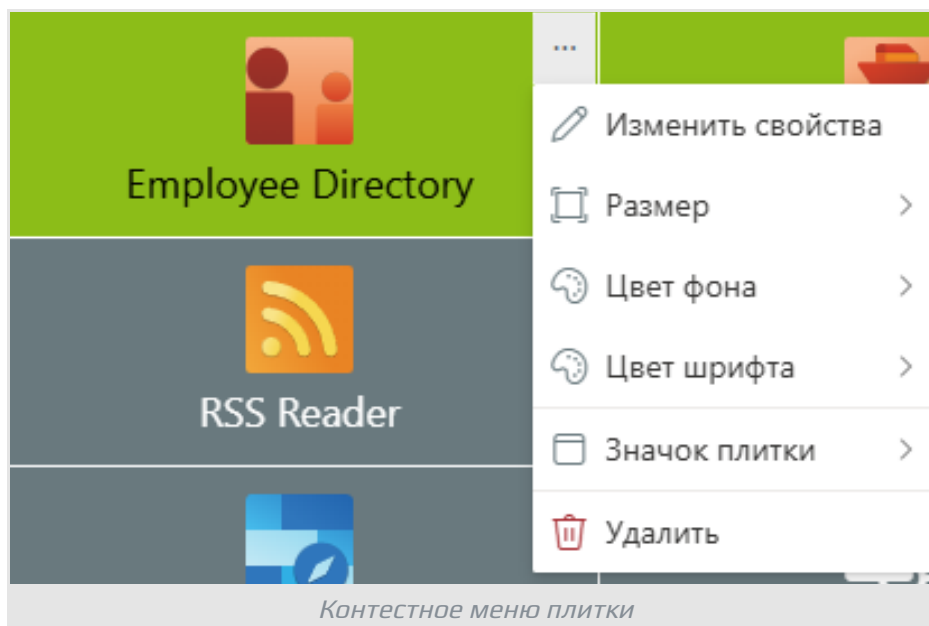 ...
Изменить свойства
Employee Directory
Размер
Цвет фона
Цвет шрифта
RSS Reader
Значок плитки
Удалить
Контестное меню плитки